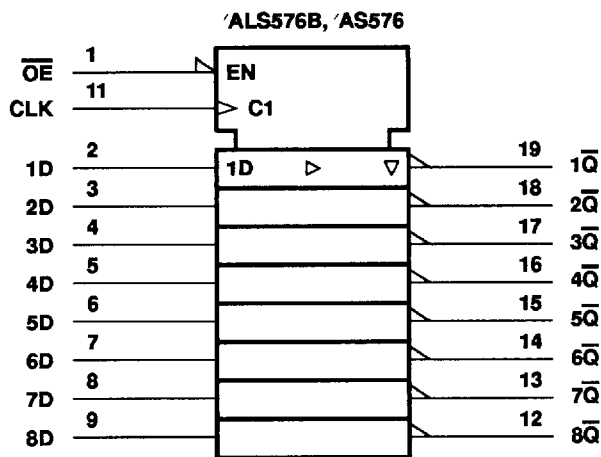 'ALS576B, 'AS576
O̅E̅ 1 EN
CLK 11 C1
1D 2 1D 19 1Q̅
2D 3 18 2Q̅
3D 4 17 3Q̅
4D 5 16 4Q̅
5D 6 15 5Q̅
6D 7 14 6Q̅
7D 8 13 7Q̅
8D 9 12 8Q̅